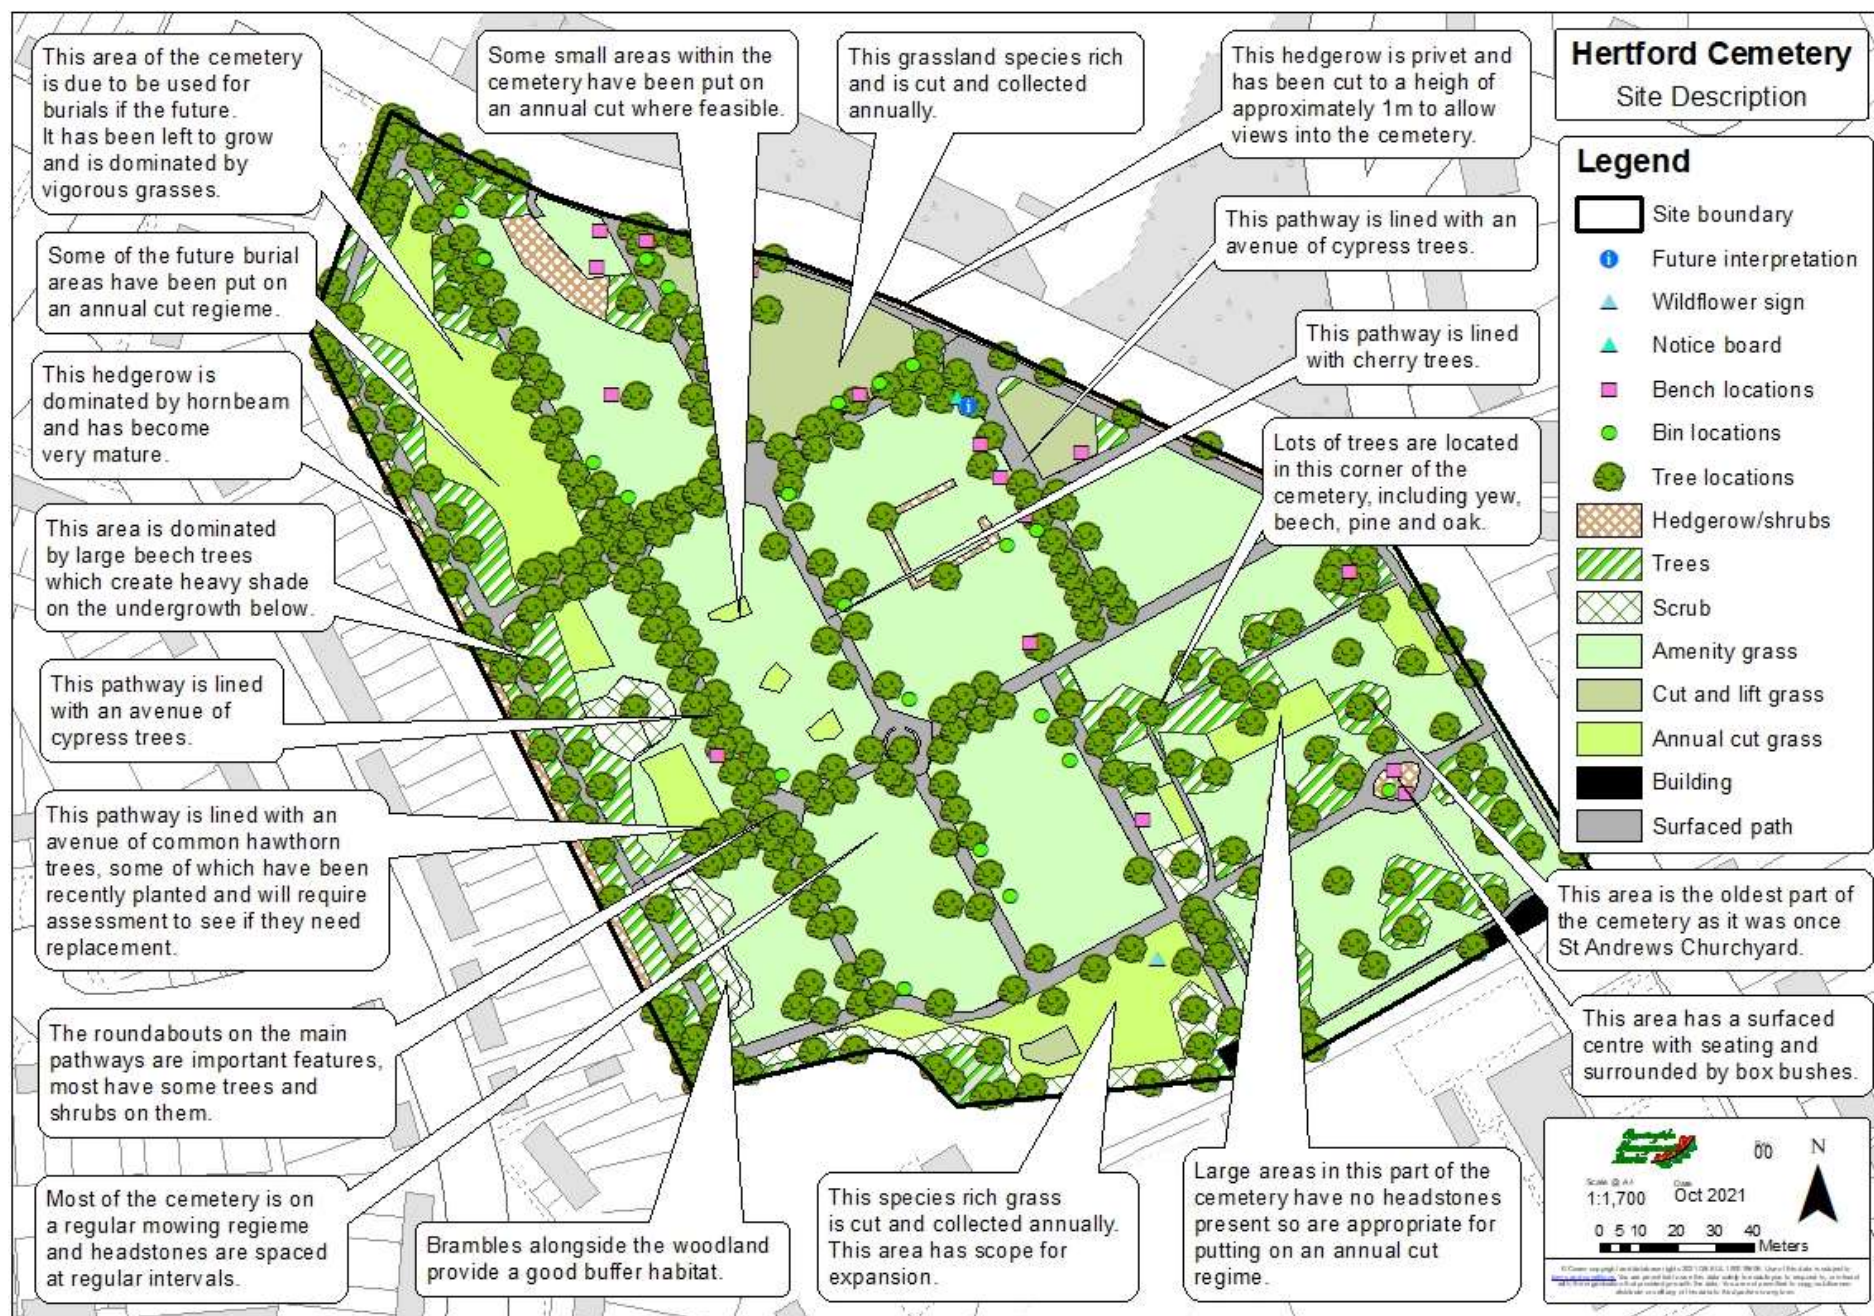 This area of the cemetery
is due to be used for
burials if the future.
It has been left to grow
and is dominated by
vigorous grasses.
Some small areas within the
cemetery have been put on
an annual cut where feasible.
This grassland species rich
and is cut and collected
annually.
This hedgerow is privet and
has been cut to a heigh of
approximately 1m to allow
views into the cemetery.
Hertford Cemetery
Site Description
Legend
Site boundary
Future interpretation
Wildflower sign
Notice board
Bench locations
Bin locations
Tree locations
Hedgerow/shrubs
Trees
Scrub
Amenity grass
Cut and lift grass
Annual cut grass
Building
Surfaced path
Some of the future burial
areas have been put on
an annual cut regieme.
This pathway is lined with an
avenue of cypress trees.
This pathway is lined
with cherry trees.
This hedgerow is
dominated by hornbeam
and has become
very mature.
Lots of trees are located
in this corner of the
cemetery, including yew,
beech, pine and oak.
This area is dominated
by large beech trees
which create heavy shade
on the undergrowth below.
This pathway is lined
with an avenue of
cypress trees.
This pathway is lined with an
avenue of common hawthorn
trees, some of which have been
recently planted and will require
assessment to see if they need
replacement.
This area is the oldest part of
the cemetery as it was once
St Andrews Churchyard.
The roundabouts on the main
pathways are important features,
most have some trees and
shrubs on them.
This area has a surfaced
centre with seating and
surrounded by box bushes.
Most of the cemetery is on
a regular mowing regieme
and headstones are spaced
at regular intervals.
Brambles alongside the woodland
provide a good buffer habitat.
This species rich grass
is cut and collected annually.
This area has scope for
expansion.
Large areas in this part of the
cemetery have no headstones
present so are appropriate for
putting on an annual cut
regime.
Countryside
Management
Service
00
N
Scale @ A4
1:1,700
Date
Oct 2021
0 5 10 20 30 40
Meters